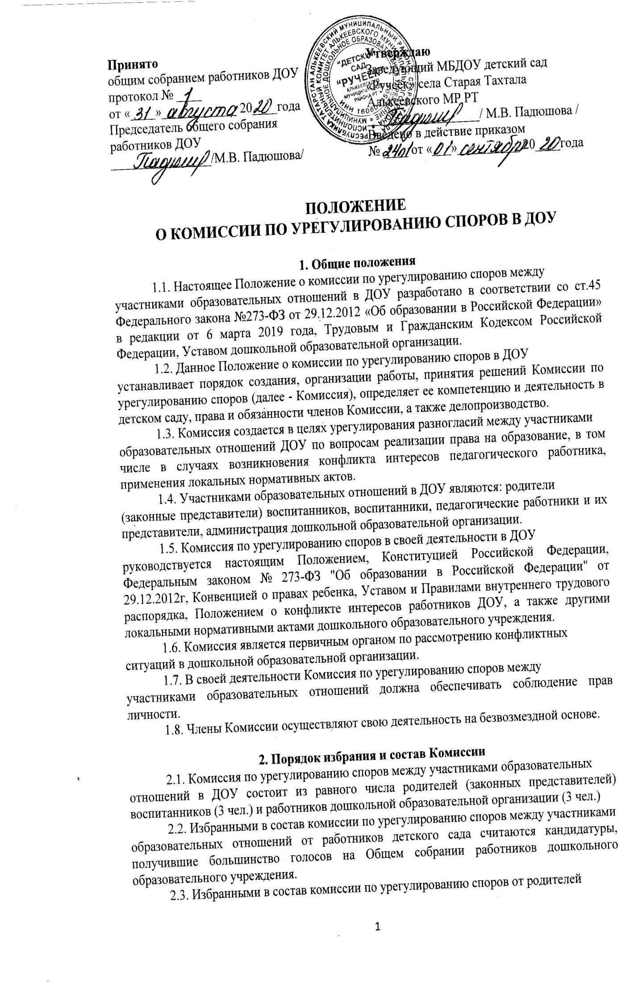 Принято
общим собранием работников ДОУ
протокол № 1
от « 31 » августа 2020 года
Председатель общего собрания
работников ДОУ
/М.В. Падюшова/
Утверждаю
Заведующий МБДОУ детский сад
«Ручеек» села Старая Тахтала
Алькеевского МР РТ
/ М.В. Падюшова /
Введено в действие приказом
№ от «01» сентября 2020 года
"ДЕТСКИЙ
САД
"РУЧЕЕК"
АЛЬКЕЕВСКОГО
МУНИЦИПАЛЬНОГО
РАЙОНА РТ
ПОЛОЖЕНИЕ
О КОМИССИИ ПО УРЕГУЛИРОВАНИЮ СПОРОВ В ДОУ
1. Общие положения
1.1. Настоящее Положение о комиссии по урегулированию споров между
участниками образовательных отношений в ДОУ разработано в соответствии со ст.45
Федерального закона №273-ФЗ от 29.12.2012 «Об образовании в Российской Федерации»
в редакции от 6 марта 2019 года, Трудовым и Гражданским Кодексом Российской
Федерации, Уставом дошкольной образовательной организации.
1.2. Данное Положение о комиссии по урегулированию споров в ДОУ
устанавливает порядок создания, организации работы, принятия решений Комиссии по
урегулированию споров (далее - Комиссия), определяет ее компетенцию и деятельность в
детском саду, права и обязанности членов Комиссии, а также делопроизводство.
1.3. Комиссия создается в целях урегулирования разногласий между участниками
образовательных отношений ДОУ по вопросам реализации права на образование, в том
числе в случаях возникновения конфликта интересов педагогического работника,
применения локальных нормативных актов.
1.4. Участниками образовательных отношений в ДОУ являются: родители
(законные представители) воспитанников, воспитанники, педагогические работники и их
представители, администрация дошкольной образовательной организации.
1.5. Комиссия по урегулированию споров в своей деятельности в ДОУ
руководствуется настоящим Положением, Конституцией Российской Федерации,
Федеральным законом № 273-ФЗ "Об образовании в Российской Федерации" от
29.12.2012г, Конвенцией о правах ребенка, Уставом и Правилами внутреннего трудового
распорядка, Положением о конфликте интересов работников ДОУ, а также другими
локальными нормативными актами дошкольного образовательного учреждения.
1.6. Комиссия является первичным органом по рассмотрению конфликтных
ситуаций в дошкольной образовательной организации.
1.7. В своей деятельности Комиссия по урегулированию споров между
участниками образовательных отношений должна обеспечивать соблюдение прав
личности.
1.8. Члены Комиссии осуществляют свою деятельность на безвозмездной основе.
2. Порядок избрания и состав Комиссии
2.1. Комиссия по урегулированию споров между участниками образовательных
отношений в ДОУ состоит из равного числа родителей (законных представителей)
воспитанников (3 чел.) и работников дошкольной образовательной организации (3 чел.)
2.2. Избранными в состав комиссии по урегулированию споров между участниками
образовательных отношений от работников детского сада считаются кандидатуры,
получившие большинство голосов на Общем собрании работников дошкольного
образовательного учреждения.
2.3. Избранными в состав комиссии по урегулированию споров от родителей
1